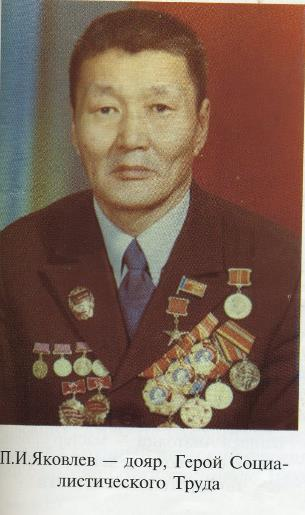 П.И.Яковлев — дояр, Герой Социа-
листического Труда